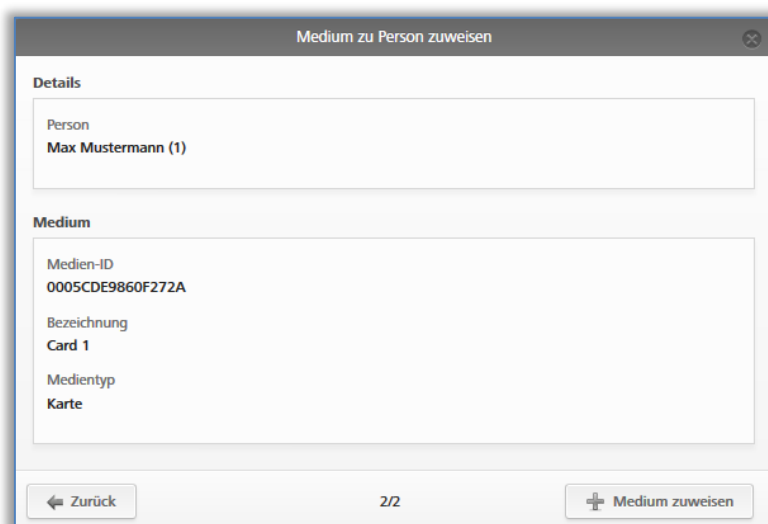 Medium zu Person zuweisen
Details
Person
Max Mustermann (1)
Medium
Medien-ID
0005CDE9860F272A
Bezeichnung
Card 1
Medientyp
Karte
Zurück
2/2
Medium zuweisen